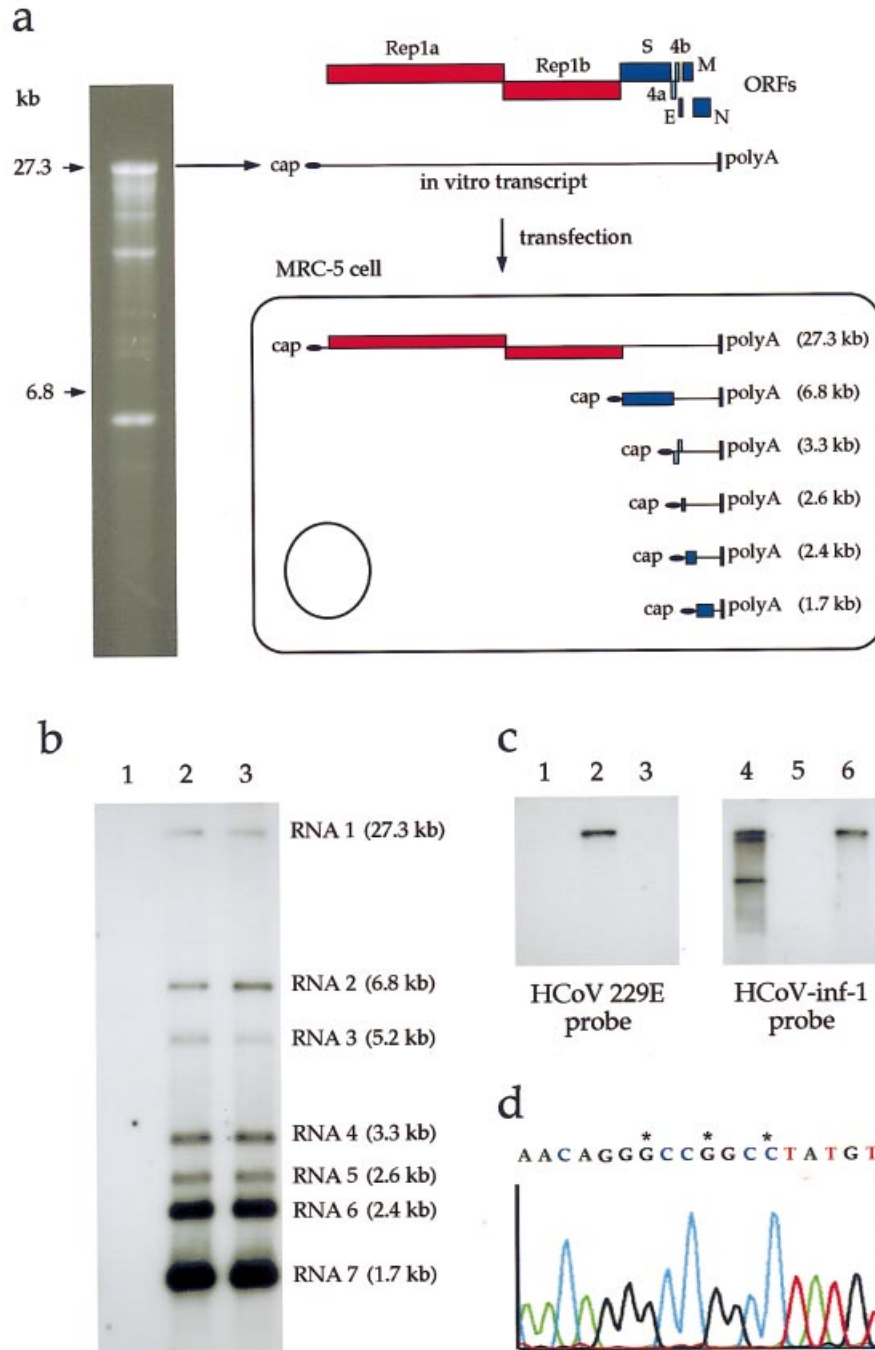 a
kb
27.3
6.8
Rep1a
Rep1b
S
4b
M
4a
E
N
ORFs
cap
polyA
in vitro transcript
transfection
MRC-5 cell
cap polyA (27.3 kb)
cap polyA (6.8 kb)
cap polyA (3.3 kb)
cap polyA (2.6 kb)
cap polyA (2.4 kb)
cap polyA (1.7 kb)
b
1 2 3
RNA 1 (27.3 kb)
RNA 2 (6.8 kb)
RNA 3 (5.2 kb)
RNA 4 (3.3 kb)
RNA 5 (2.6 kb)
RNA 6 (2.4 kb)
RNA 7 (1.7 kb)
c
1 2 3 4 5 6
HCoV 229E
probe
HCoV-inf-1
probe
d
* * *
A A C A G G G C C G G C C T A T G T